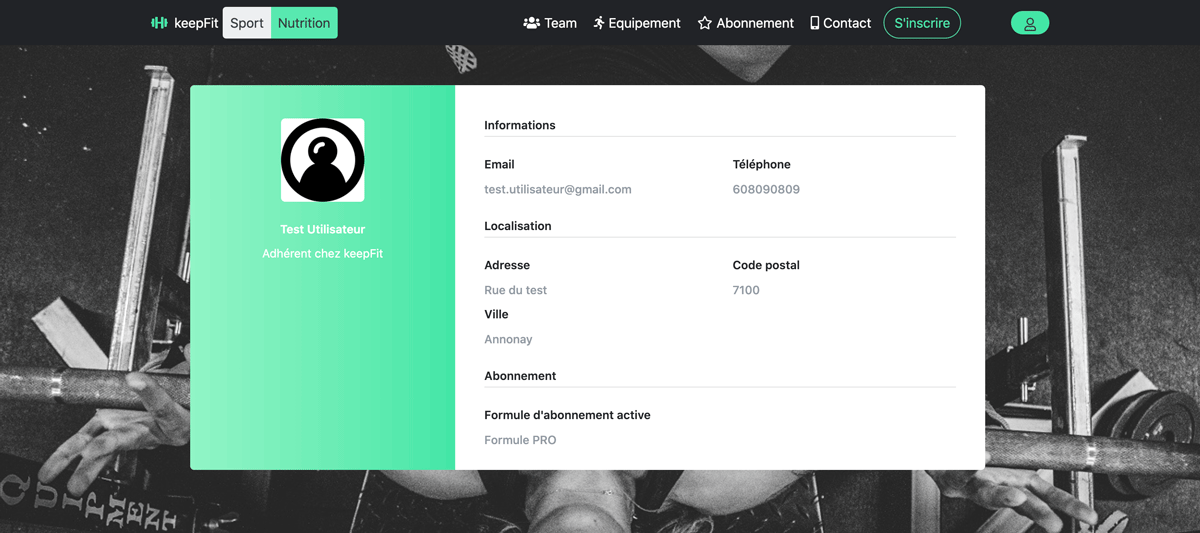 keepFit Sport Nutrition Team Equipement Abonnement Contact S'inscrire
Test Utilisateur
Adhérent chez keepFit
Informations
Email Téléphone
test.utilisateur@gmail.com 608090809
Localisation
Adresse Code postal
Rue du test 7100
Ville
Annonay
Abonnement
Formule d'abonnement active
Formule PRO
QUIPMENT